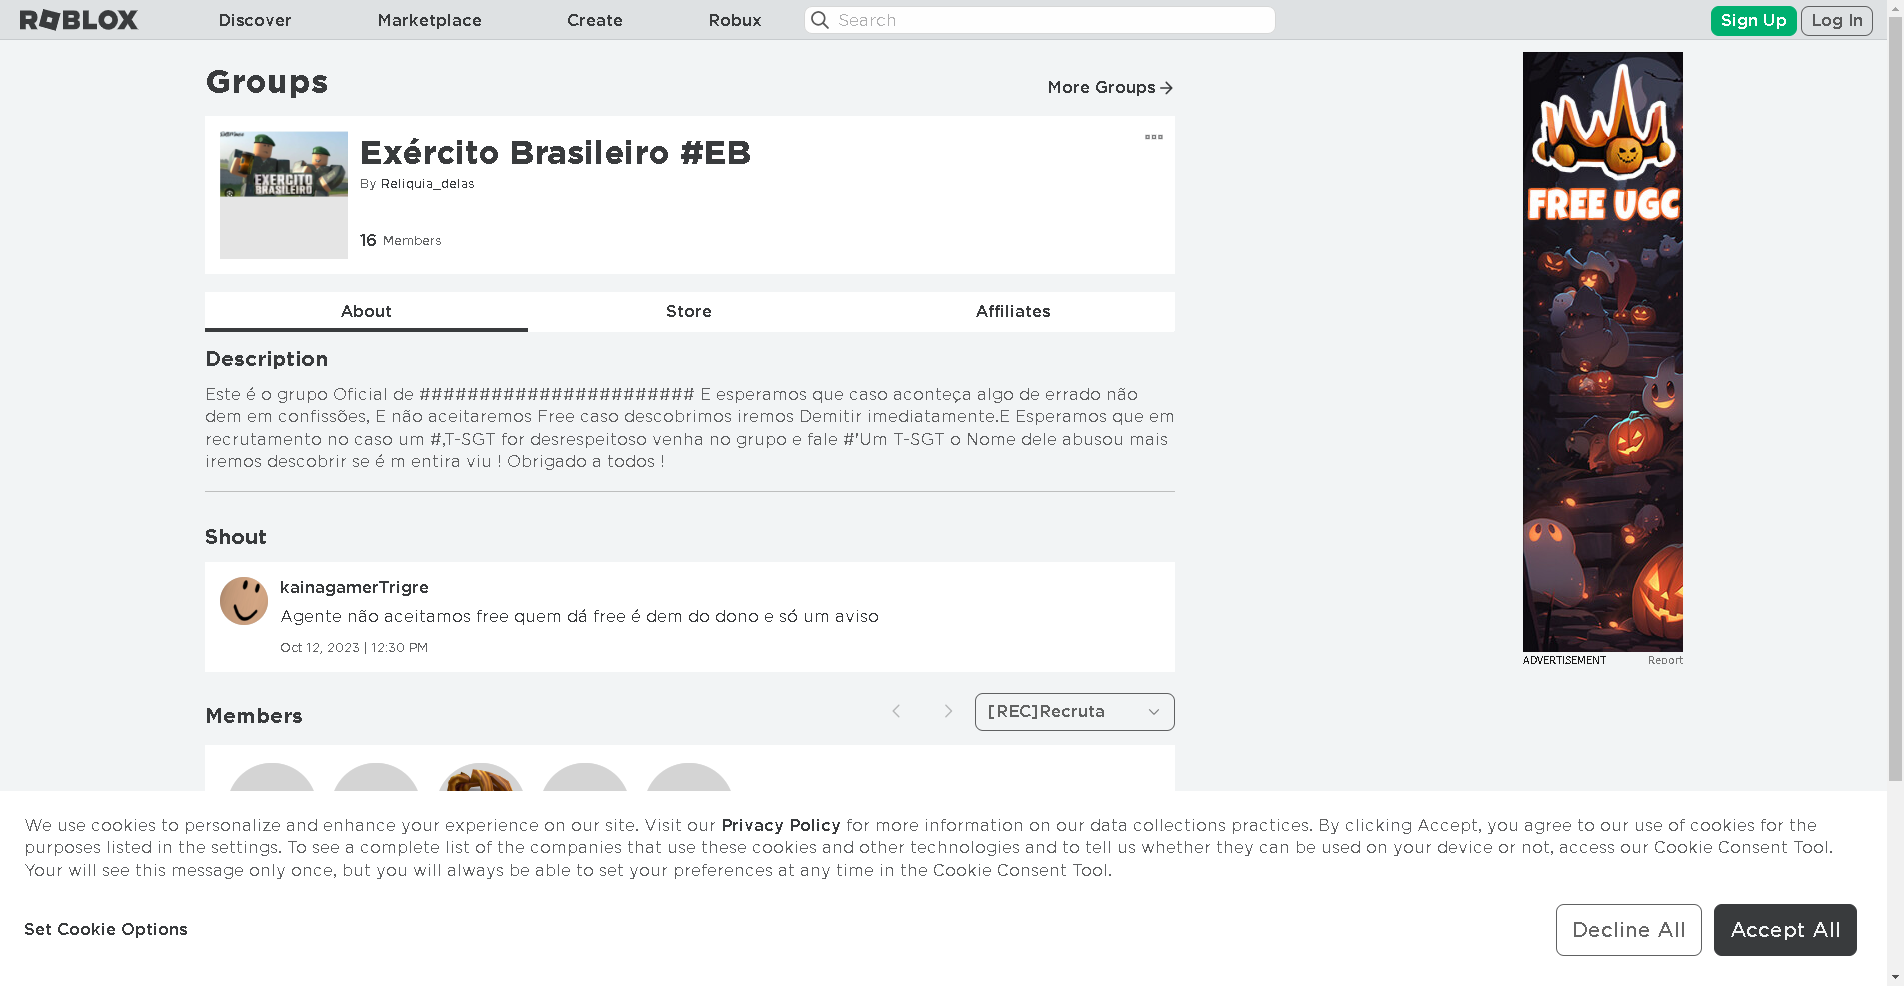 ROBLOX
Discover
Marketplace
Create
Robux
Search
Sign Up
Log In
Groups
More Groups
EXERCITO
BRASILEIRO
Exército Brasileiro #EB
By Reliquia_delas
16 Members
About
Store
Affiliates
Description
Este é o grupo Oficial de ####################### E esperamos que caso aconteça algo de errado não
dem em confissões, E não aceitaremos Free caso descobrimos iremos Demitir imediatamente.E Esperamos que em
recrutamento no caso um #,T-SGT for desrespeitoso venha no grupo e fale #'Um T-SGT o Nome dele abusou mais
iremos descobrir se é m entira viu ! Obrigado a todos !
Shout
kainagamerTrigre
Agente não aceitamos free quem dá free é dem do dono e só um aviso
Oct 12, 2023 | 12:30 PM
Members
[REC]Recruta
FREE UGC
ADVERTISEMENT
Report
We use cookies to personalize and enhance your experience on our site. Visit our Privacy Policy for more information on our data collections practices. By clicking Accept, you agree to our use of cookies for the
purposes listed in the settings. To see a complete list of the companies that use these cookies and other technologies and to tell us whether they can be used on your device or not, access our Cookie Consent Tool.
Your will see this message only once, but you will always be able to set your preferences at any time in the Cookie Consent Tool.
Set Cookie Options
Decline All
Accept All